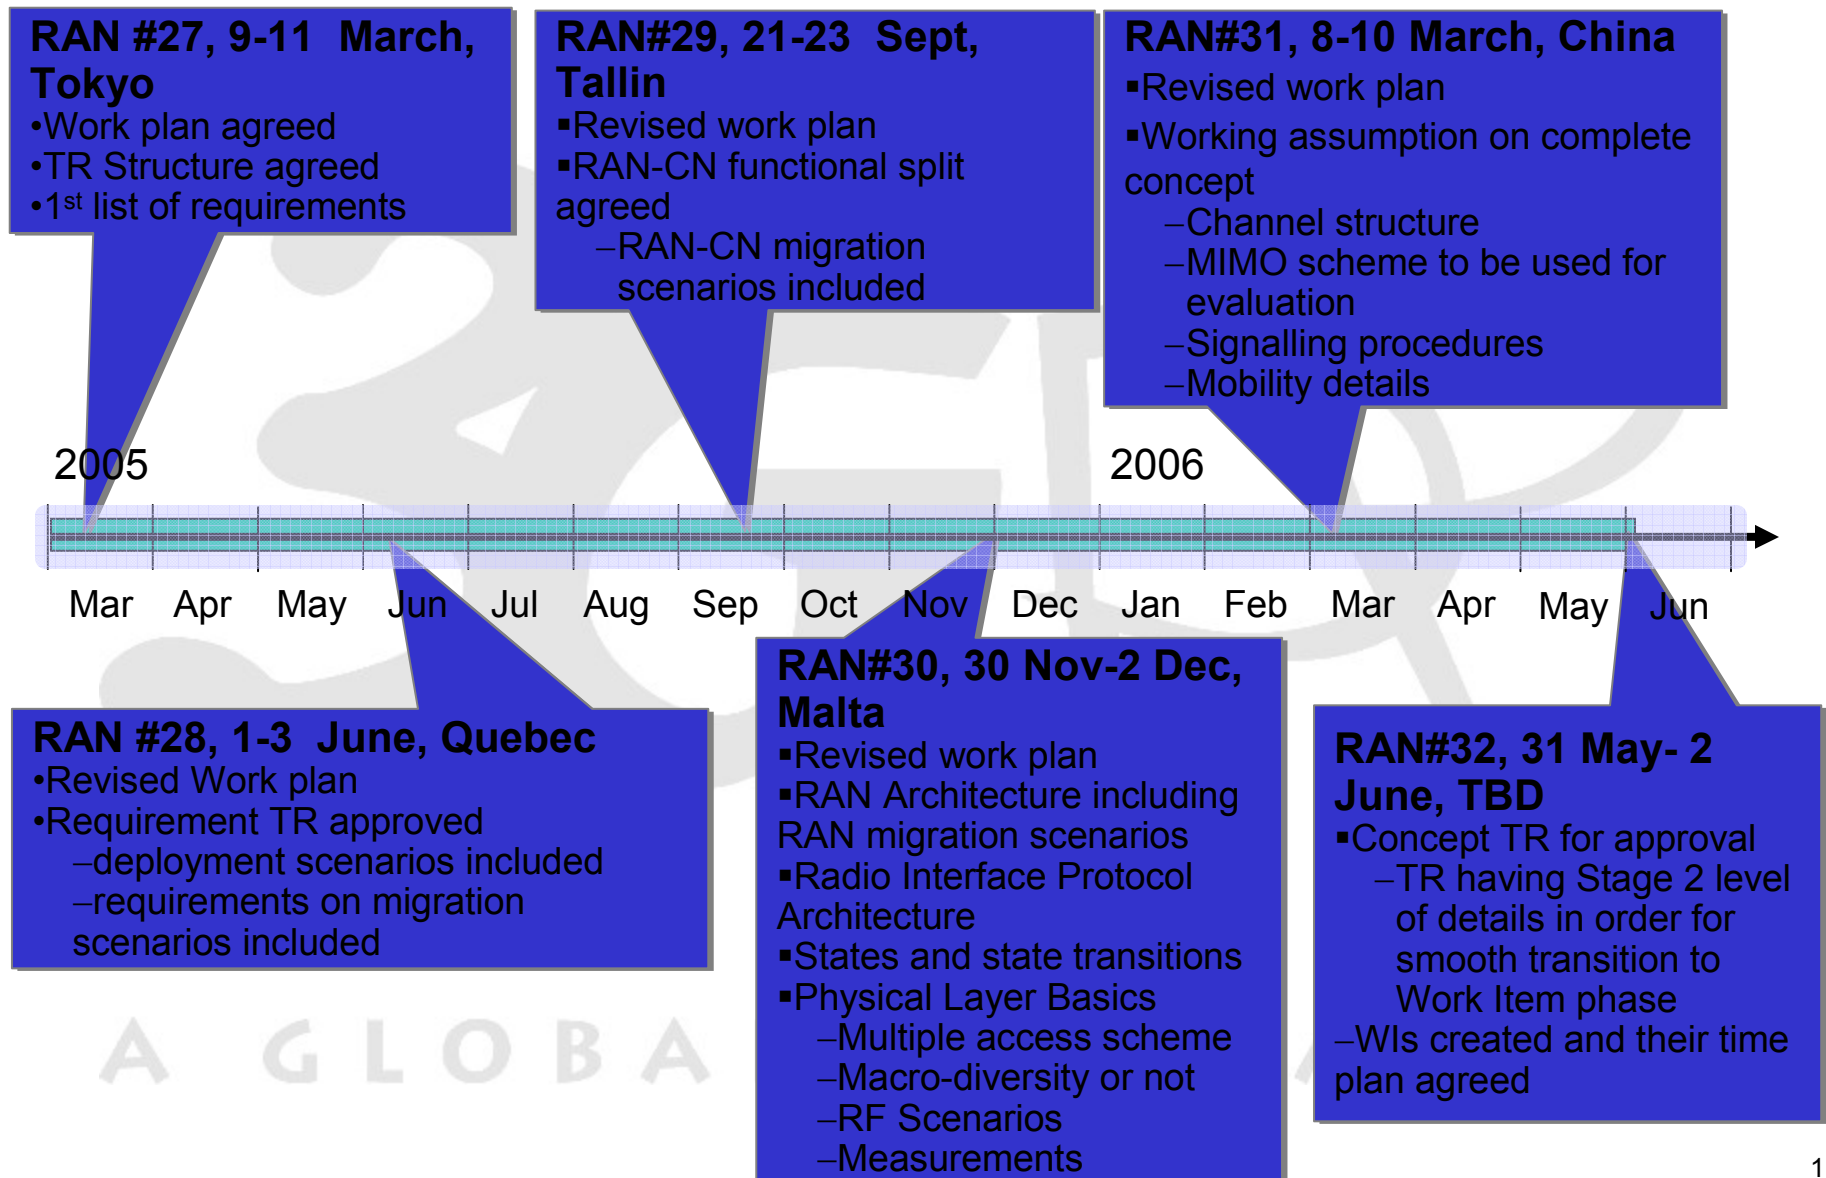 RAN #27, 9-11 March,
Tokyo
•Work plan agreed
•TR Structure agreed
•1st list of requirements
RAN#29, 21-23 Sept,
Tallin
▪Revised work plan
▪RAN-CN functional split
agreed
–RAN-CN migration
scenarios included
RAN#31, 8-10 March, China
▪Revised work plan
▪Working assumption on complete
concept
–Channel structure
–MIMO scheme to be used for
evaluation
–Signalling procedures
–Mobility details
2005
2006
Mar Apr May Jun Jul Aug Sep Oct Nov Dec Jan Feb Mar Apr May Jun
RAN #28, 1-3 June, Quebec
•Revised Work plan
•Requirement TR approved
–deployment scenarios included
–requirements on migration
scenarios included
RAN#30, 30 Nov-2 Dec,
Malta
▪Revised work plan
▪RAN Architecture including
RAN migration scenarios
▪Radio Interface Protocol
Architecture
▪States and state transitions
▪Physical Layer Basics
–Multiple access scheme
–Macro-diversity or not
–RF Scenarios
–Measurements
RAN#32, 31 May- 2
June, TBD
▪Concept TR for approval
–TR having Stage 2 level
of details in order for
smooth transition to
Work Item phase
–WIs created and their time
plan agreed
A GLOBA
1